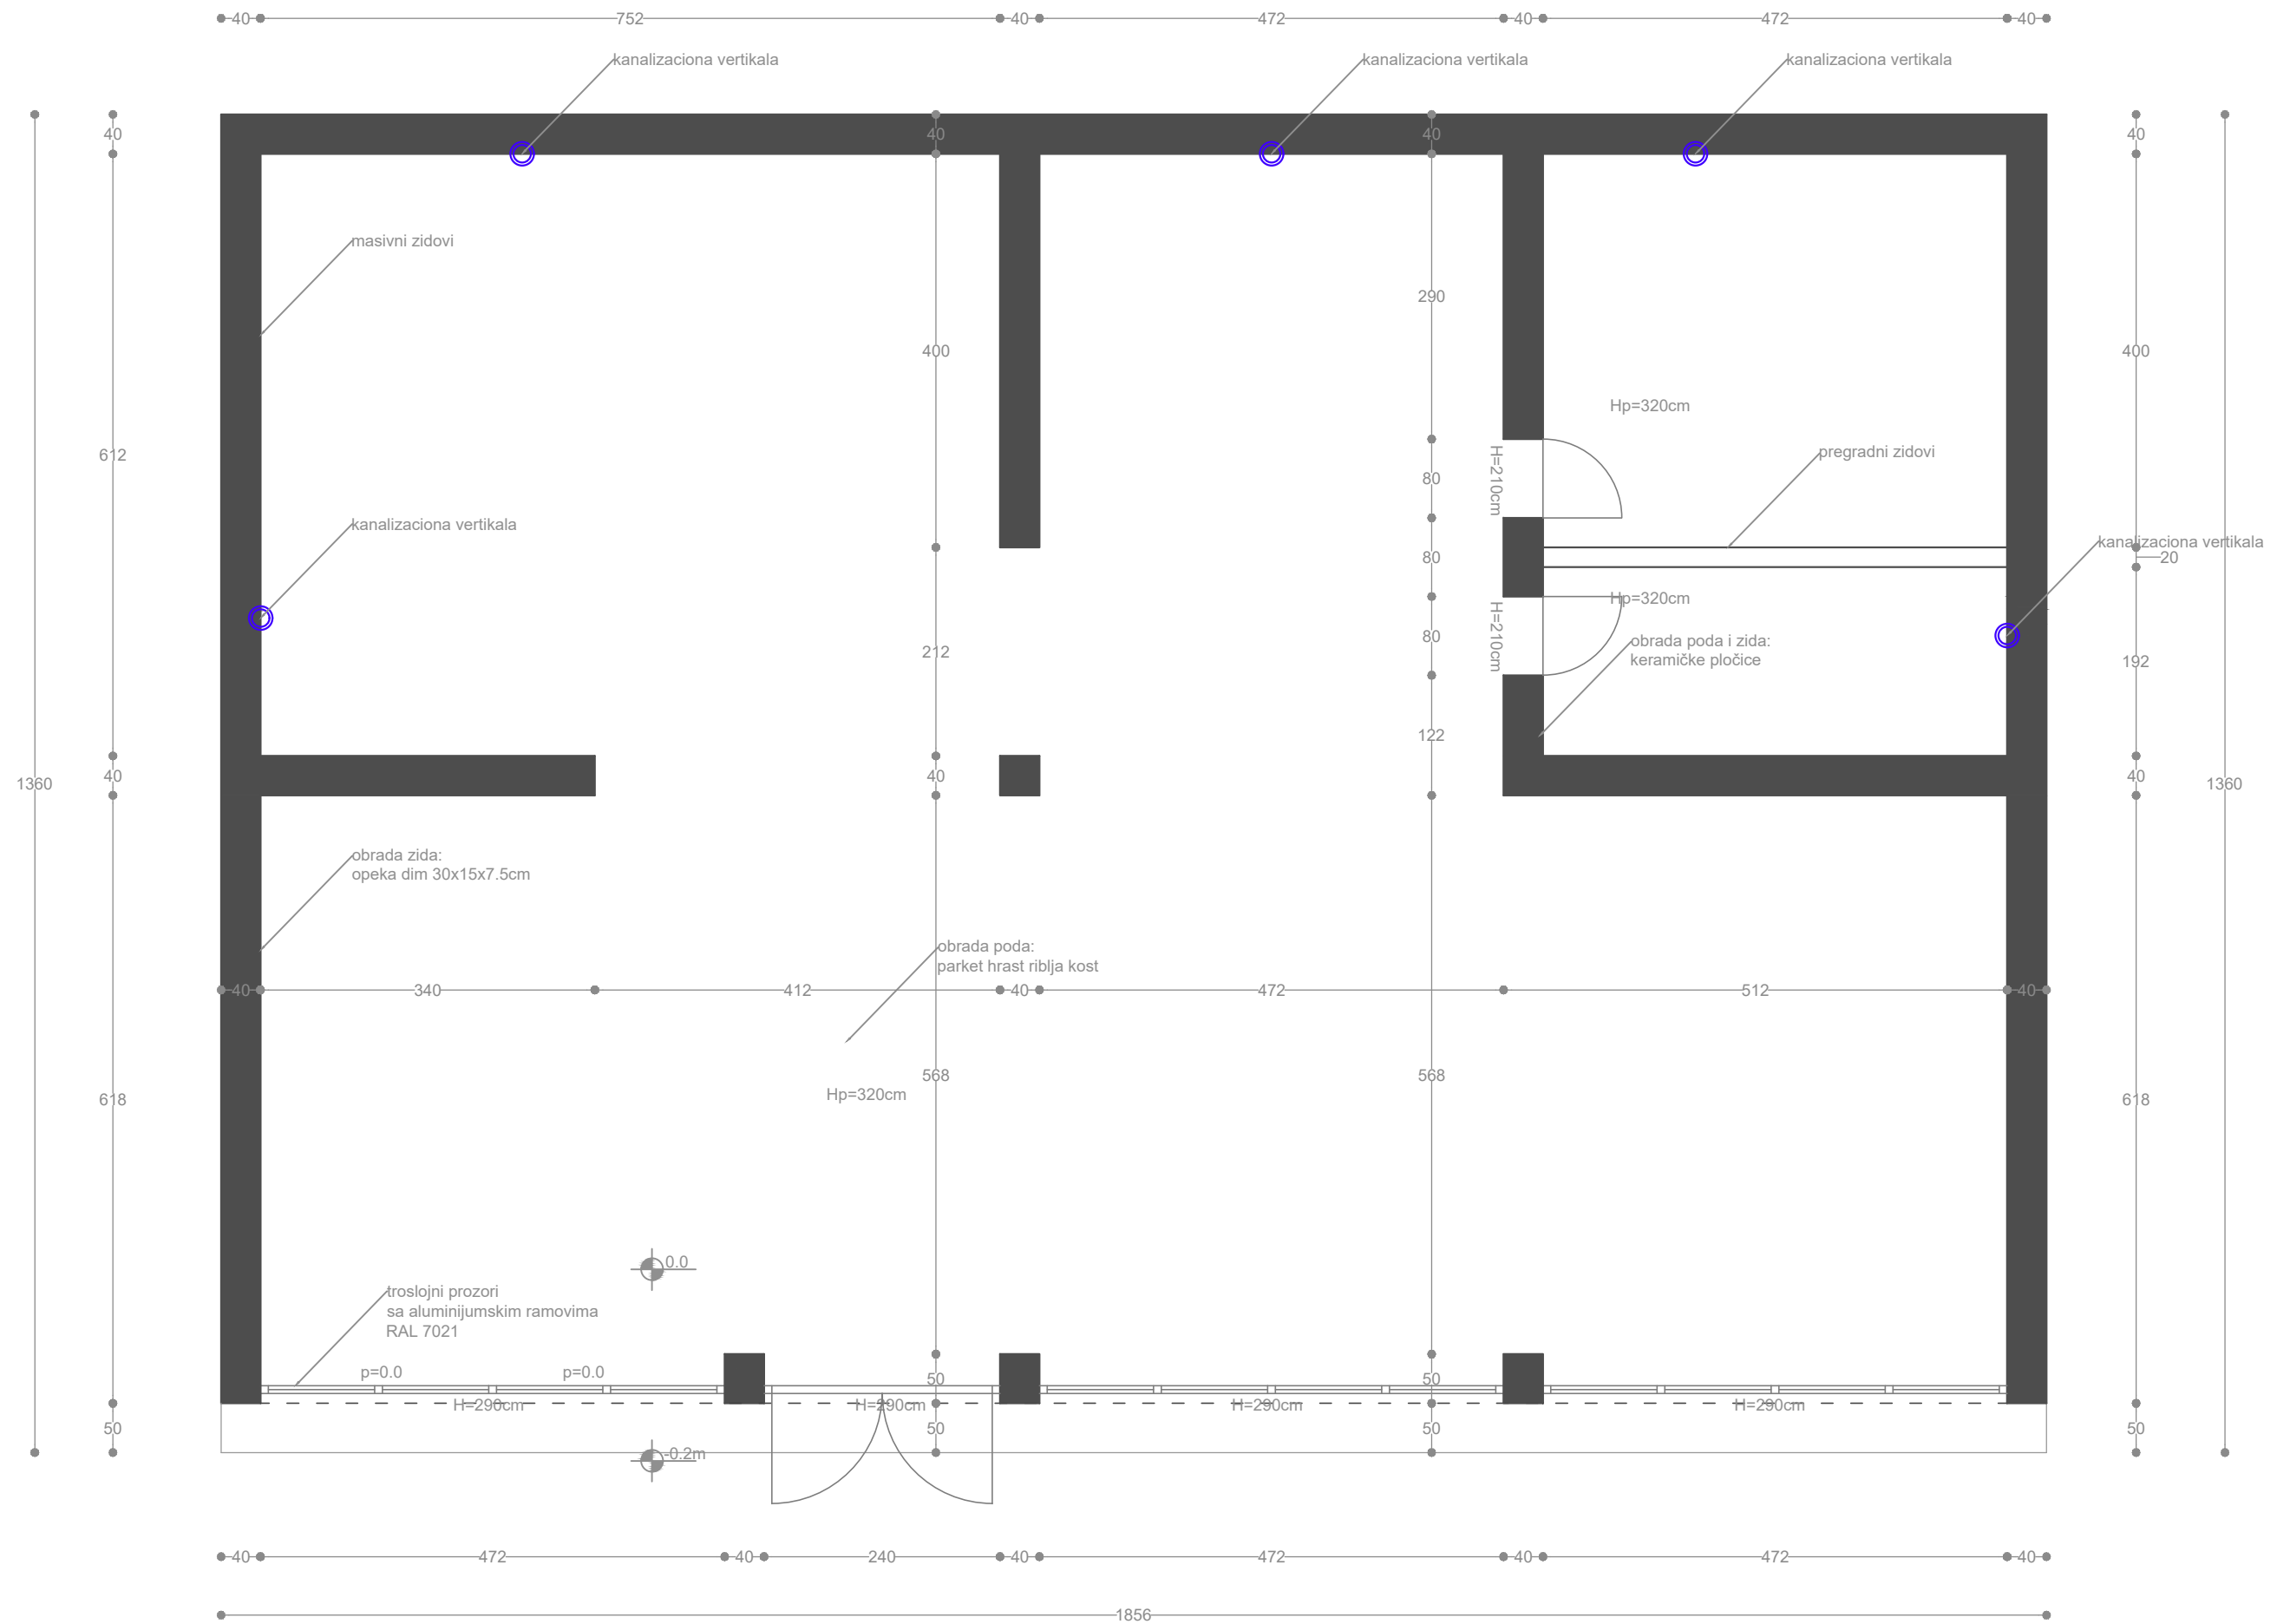 40 752 40 472 40 472 40
kanalizaciona vertikala
kanalizaciona vertikala
kanalizaciona vertikala
40
40
40
40
masivni zidovi
290
400
400
Hp=320cm
612
pregradni zidovi
H=210cm
80
kanalizaciona vertikala
kanalizaciona vertikala
80
20
Hp=320cm
H=210cm
80
obrada poda i zida:
keramičke pločice
212
192
122
40
40
40
1360
1360
obrada zida:
opeka dim 30x15x7.5cm
obrada poda:
parket hrast riblja kost
40 340 412 40 472 512 40
568
568
Hp=320cm
618
618
0.0
troslojni prozori
sa aluminijumskim ramovima
RAL 7021
p=0.0
p=0.0
50
50
H=290cm
H=290cm
H=290cm
H=290cm
50
50
50
50
-0.2m
40 472 40 240 40 472 40 472 40
1856